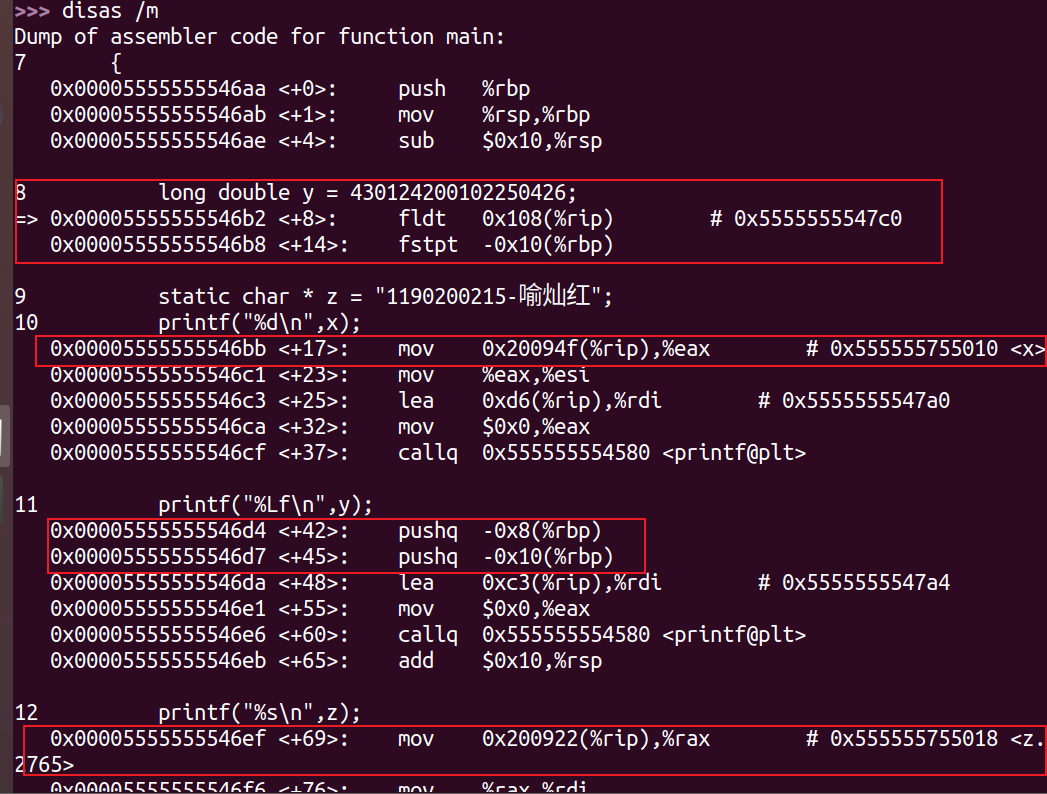 >>> disas /m
Dump of assembler code for function main:
7       {
   0x00005555555546aa <+0>:     push   %rbp
   0x00005555555546ab <+1>:     mov    %rsp,%rbp
   0x00005555555546ae <+4>:     sub    $0x10,%rsp
8           long double y = 430124200102250426;
=> 0x00005555555546b2 <+8>:     fldt   0x108(%rip)        # 0x5555555547c0
   0x00005555555546b8 <+14>:    fstpt  -0x10(%rbp)
9           static char * z = "1190200215-喻灿红";
10          printf("%d\n",x);
   0x00005555555546bb <+17>:    mov    0x20094f(%rip),%eax        # 0x555555755010 <x>
   0x00005555555546c1 <+23>:    mov    %eax,%esi
   0x00005555555546c3 <+25>:    lea    0xd6(%rip),%rdi        # 0x5555555547a0
   0x00005555555546ca <+32>:    mov    $0x0,%eax
   0x00005555555546cf <+37>:    callq  0x555555554580 <printf@plt>
11          printf("%Lf\n",y);
   0x00005555555546d4 <+42>:    pushq  -0x8(%rbp)
   0x00005555555546d7 <+45>:    pushq  -0x10(%rbp)
   0x00005555555546da <+48>:    lea    0xc3(%rip),%rdi        # 0x5555555547a4
   0x00005555555546e1 <+55>:    mov    $0x0,%eax
   0x00005555555546e6 <+60>:    callq  0x555555554580 <printf@plt>
   0x00005555555546eb <+65>:    add    $0x10,%rsp
12          printf("%s\n",z);
   0x00005555555546ef <+69>:    mov    0x200922(%rip),%rax        # 0x555555755018 <z.
2765>
   0x00005555555546f6 <+76>:    mov    %rax,%rdi